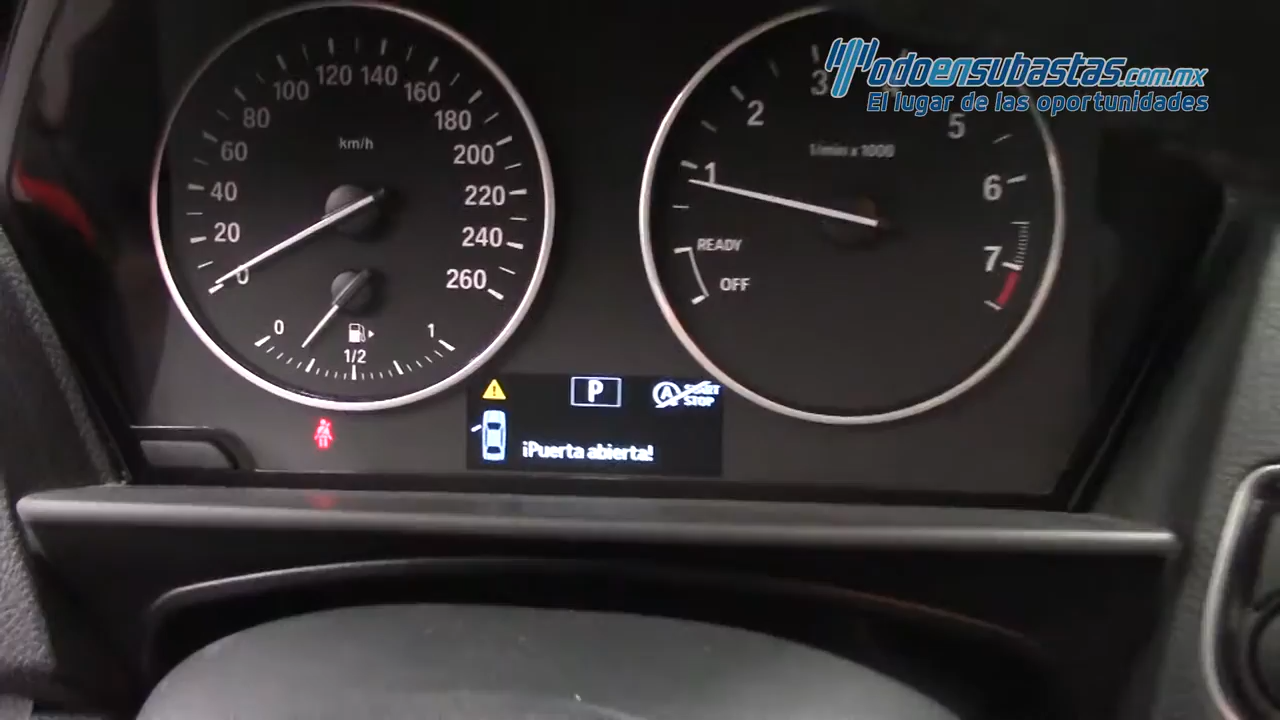 Todoensubastas.com.mx
El lugar de las oportunidades
0 20 40 60 80 100 120 140 160 180 200 220 240 260
km/h
0 1/2 1
1 2 3 5 6 7
1/min x 1000
READY
OFF
P
A START
STOP
¡Puerta abierta!